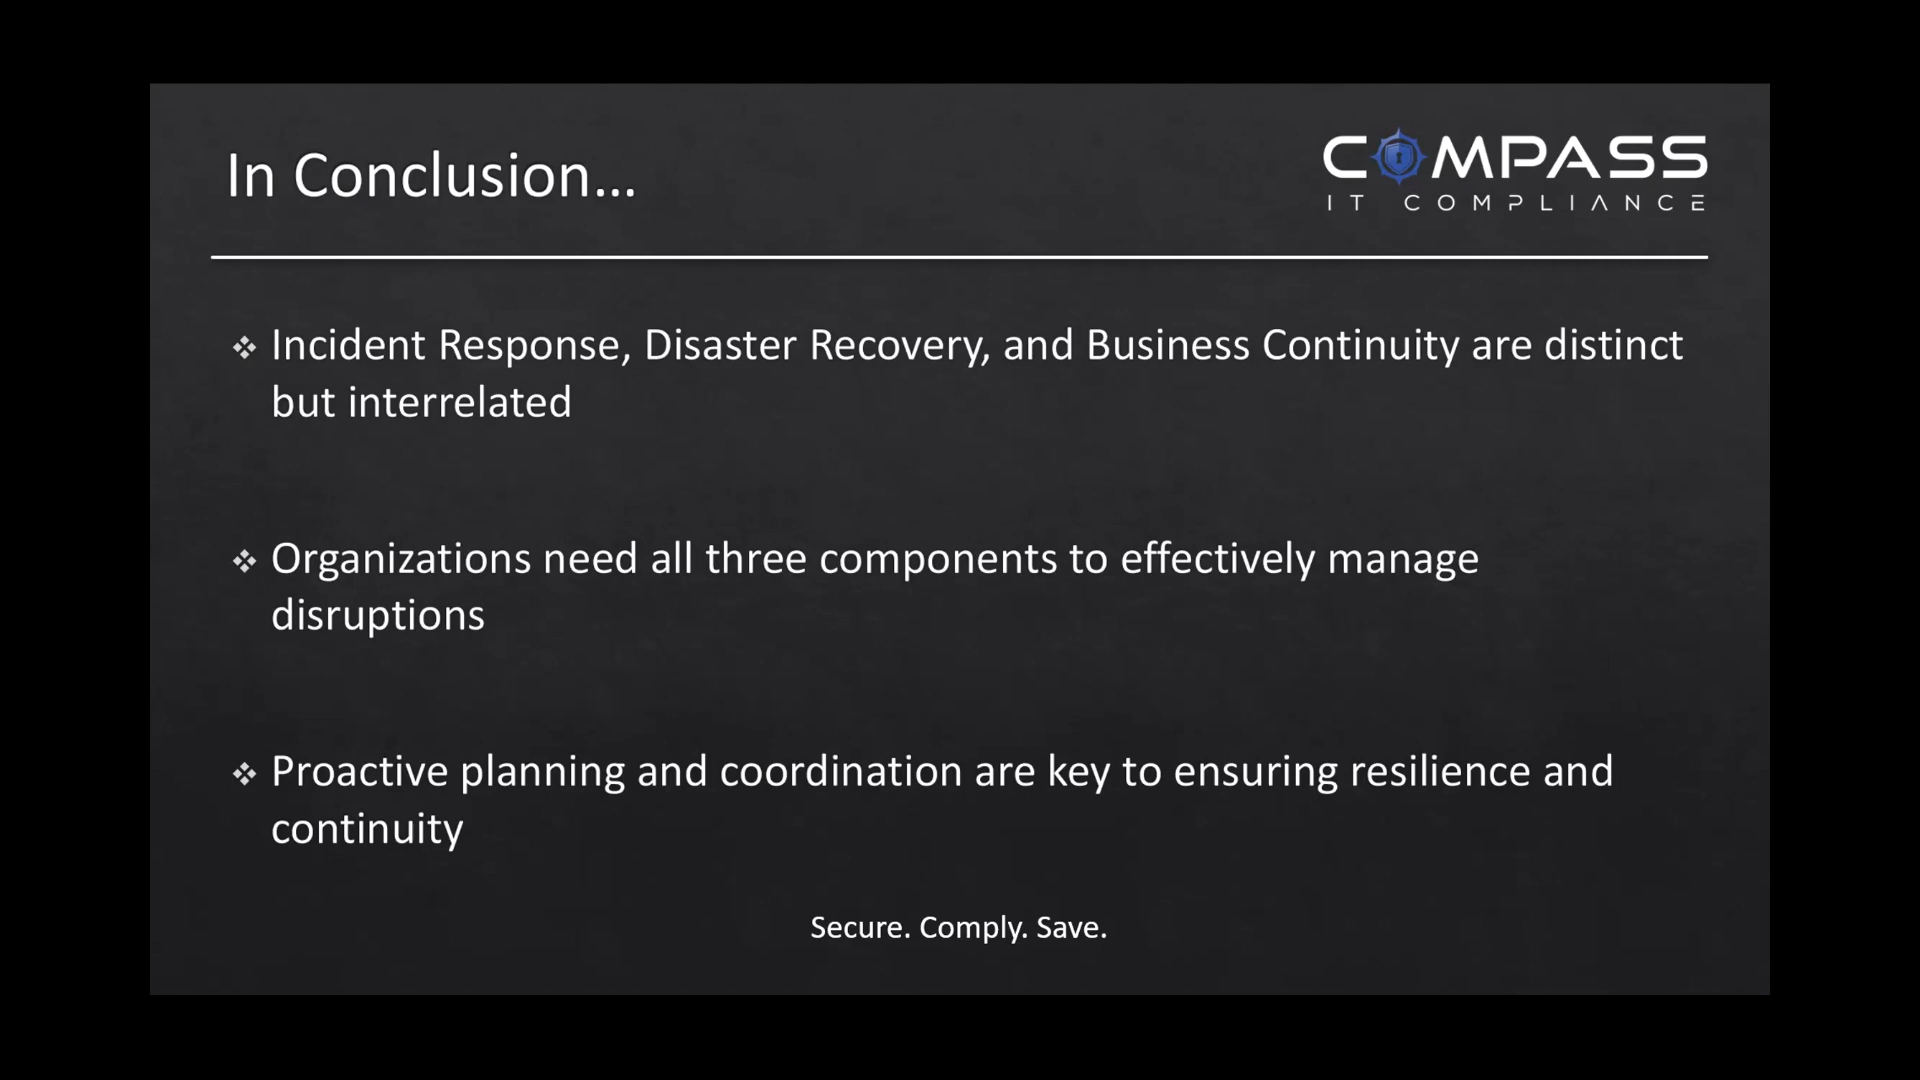 In Conclusion...
COMPASS
IT COMPLIANCE
❖ Incident Response, Disaster Recovery, and Business Continuity are distinct
but interrelated
❖ Organizations need all three components to effectively manage
disruptions
❖ Proactive planning and coordination are key to ensuring resilience and
continuity
Secure. Comply. Save.